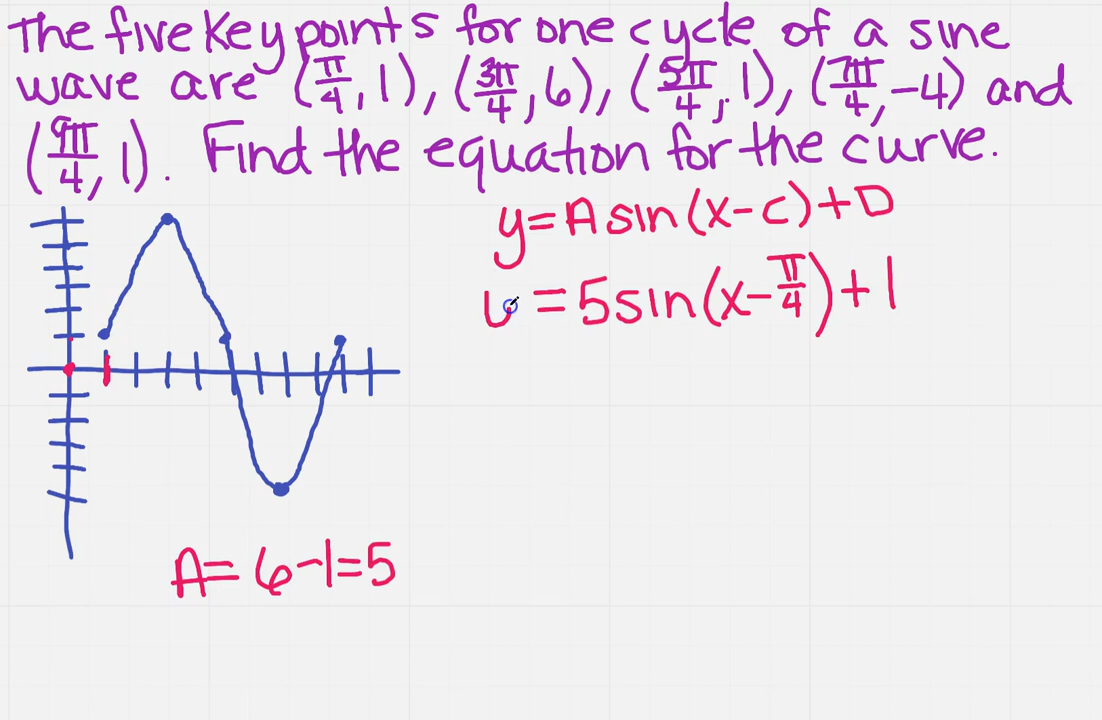 The five key points for one cycle of a sine
wave are (π/4, 1), (3π/4, 6), (5π/4, 1), (7π/4, -4) and
(9π/4, 1). Find the equation for the curve.
y = A sin(x - c) + D
= 5 sin(x - π/4) + 1
A = 6 - 1 = 5